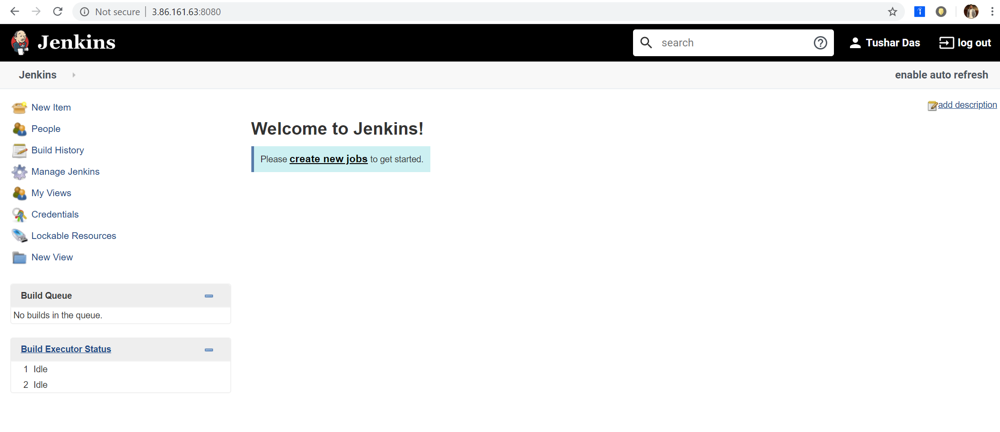 Not secure | 3.86.161.63:8080
Jenkins
search
Tushar Das
log out
Jenkins
enable auto refresh
New Item
People
Build History
Manage Jenkins
My Views
Credentials
Lockable Resources
New View
add description
Welcome to Jenkins!
Please create new jobs to get started.
Build Queue
No builds in the queue.
Build Executor Status
1 Idle
2 Idle